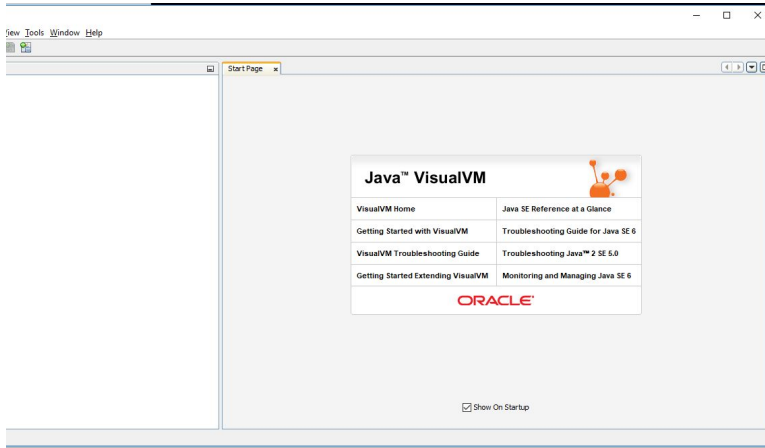 View Tools Window Help
Start Page
Java™ VisualVM
VisualVM Home
Java SE Reference at a Glance
Getting Started with VisualVM
Troubleshooting Guide for Java SE 6
VisualVM Troubleshooting Guide
Troubleshooting Java™ 2 SE 5.0
Getting Started Extending VisualVM
Monitoring and Managing Java SE 6
ORACLE
Show On Startup